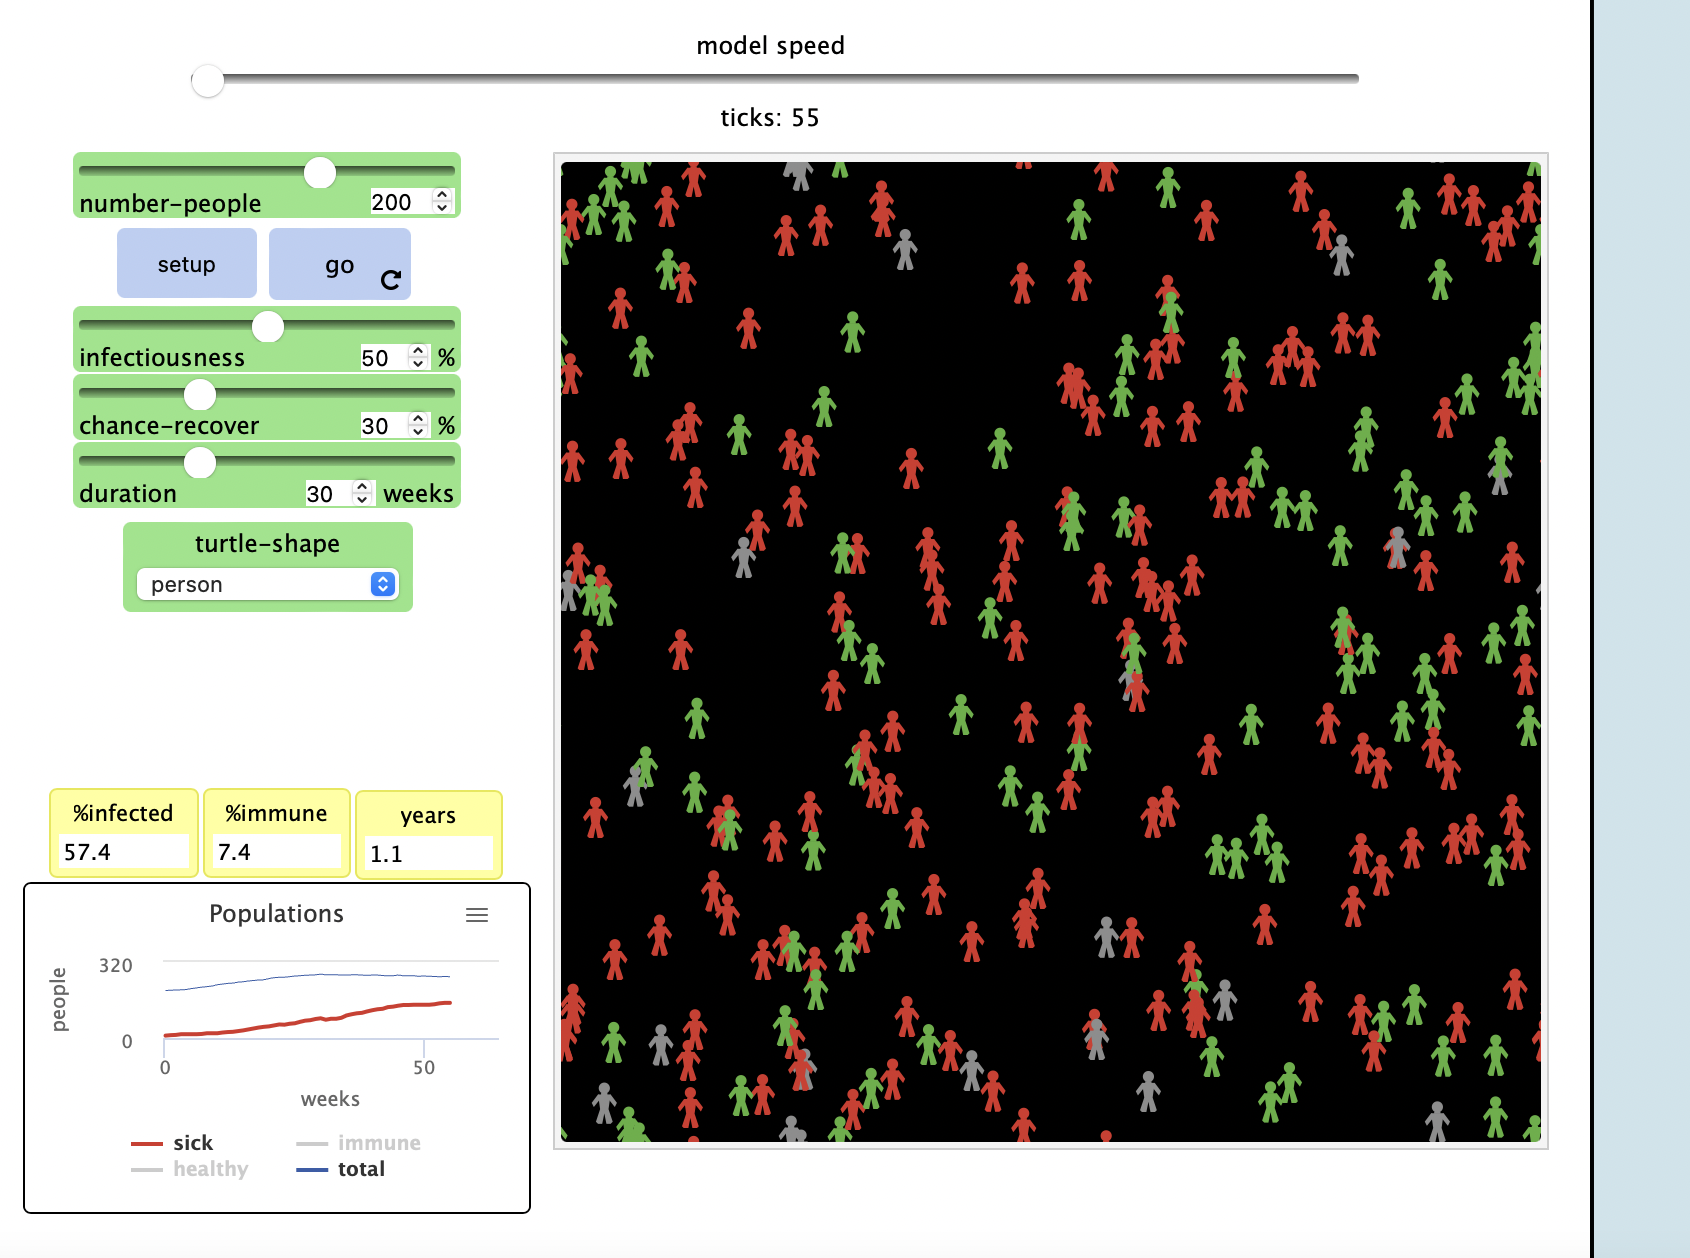 model speed
ticks: 55
number-people 200
setup
go
infectiousness 50 %
chance-recover 30 %
duration 30 weeks
turtle-shape
person
%infected
57.4
%immune
7.4
years
1.1
Populations
people
320
0
0 50
weeks
sick immune
healthy total